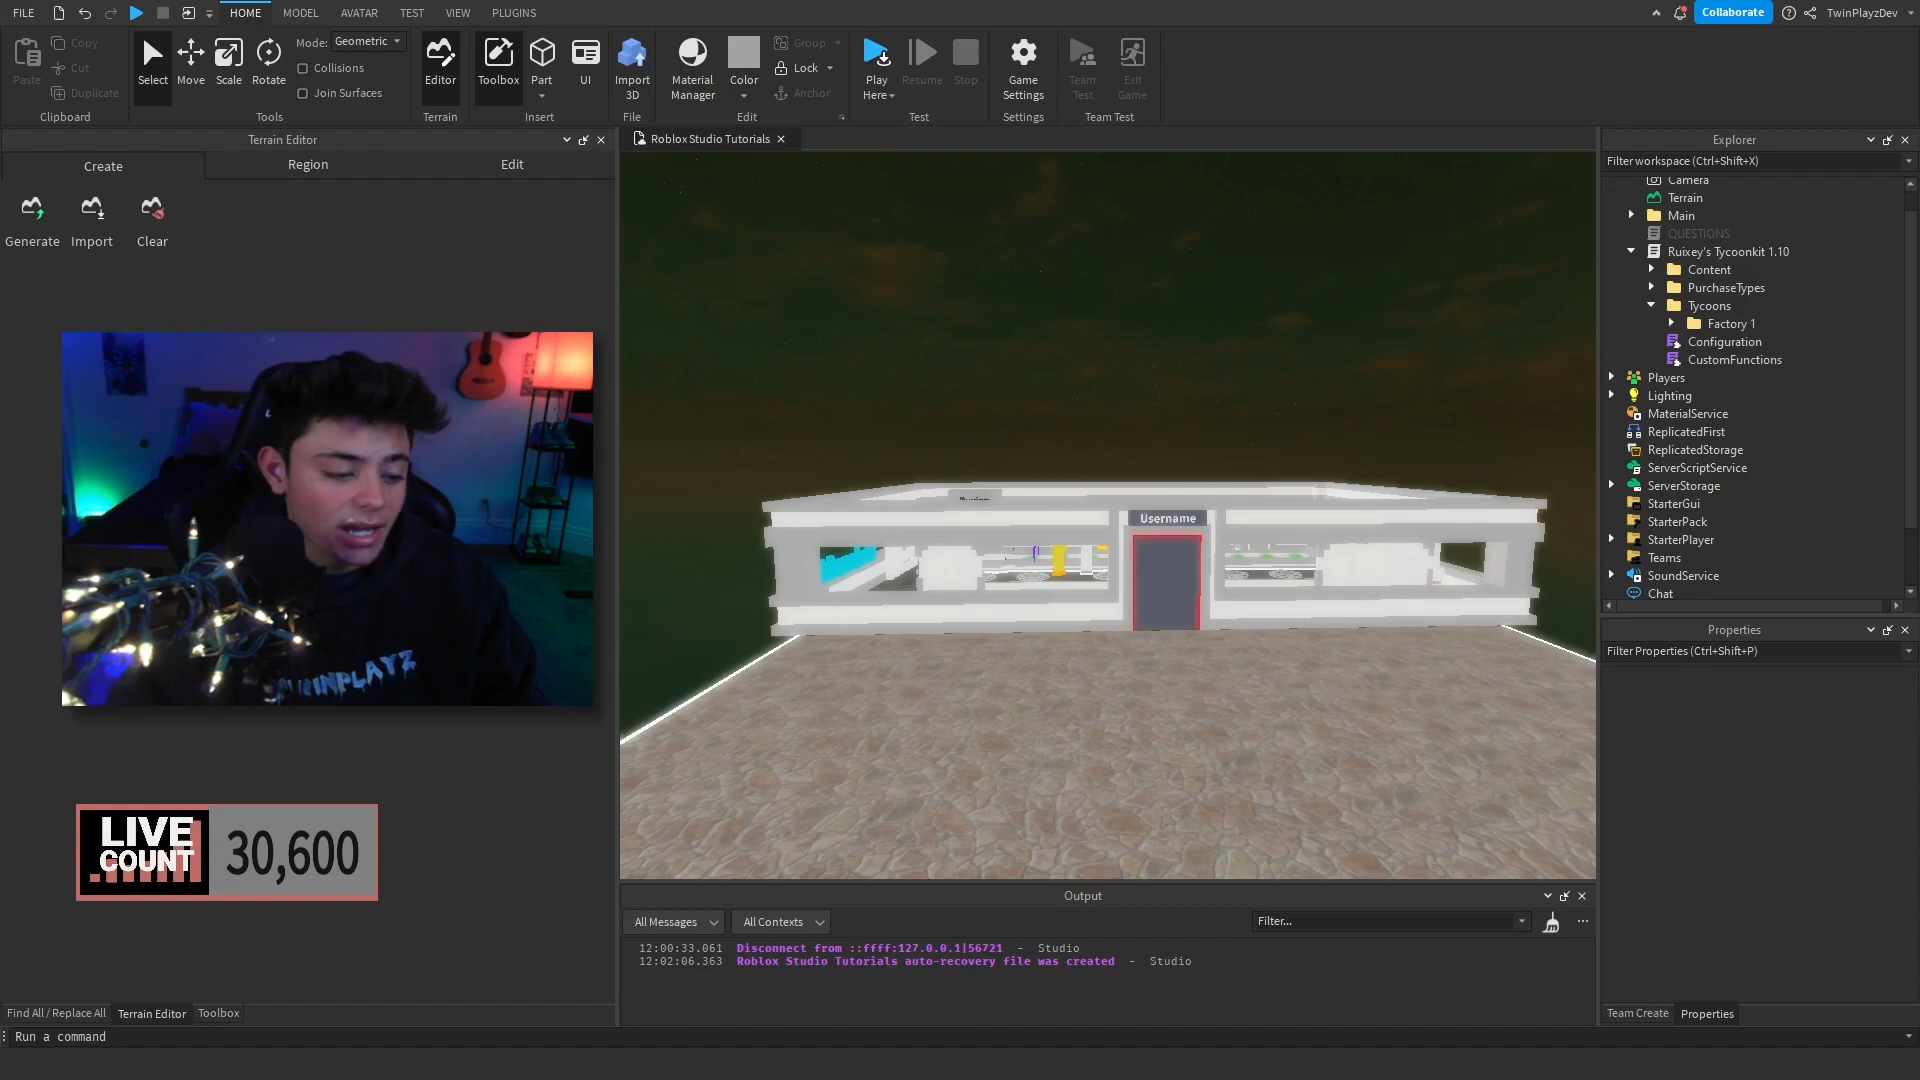 FILE
HOME
MODEL
AVATAR
TEST
VIEW
PLUGINS
Collaborate
TwinPlayzDev
Paste
Copy
Cut
Duplicate
Clipboard
Select
Move
Scale
Rotate
Mode: Geometric
Collisions
Join Surfaces
Tools
Editor
Terrain
Toolbox
Part
UI
Insert
Import
3D
File
Material
Manager
Color
Group
Lock
Anchor
Edit
Play
Here
Resume
Stop
Test
Game
Settings
Settings
Team
Test
Exit
Game
Team Test
Terrain Editor
Create
Region
Edit
Generate
Import
Clear
LIVE
COUNT
30,600
Find All / Replace All
Terrain Editor
Toolbox
Run a command
Roblox Studio Tutorials
Username
Output
All Messages
All Contexts
Filter...
12:00:33.061 Disconnect from ::ffff:127.0.0.1|56721 - Studio
12:02:06.363 Roblox Studio Tutorials auto-recovery file was created - Studio
Explorer
Filter workspace (Ctrl+Shift+X)
Camera
Terrain
Main
QUESTIONS
Ruixey's Tycoonkit 1.10
Content
PurchaseTypes
Tycoons
Factory 1
Configuration
CustomFunctions
Players
Lighting
MaterialService
ReplicatedFirst
ReplicatedStorage
ServerScriptService
ServerStorage
StarterGui
StarterPack
StarterPlayer
Teams
SoundService
Chat
Properties
Filter Properties (Ctrl+Shift+P)
Team Create
Properties